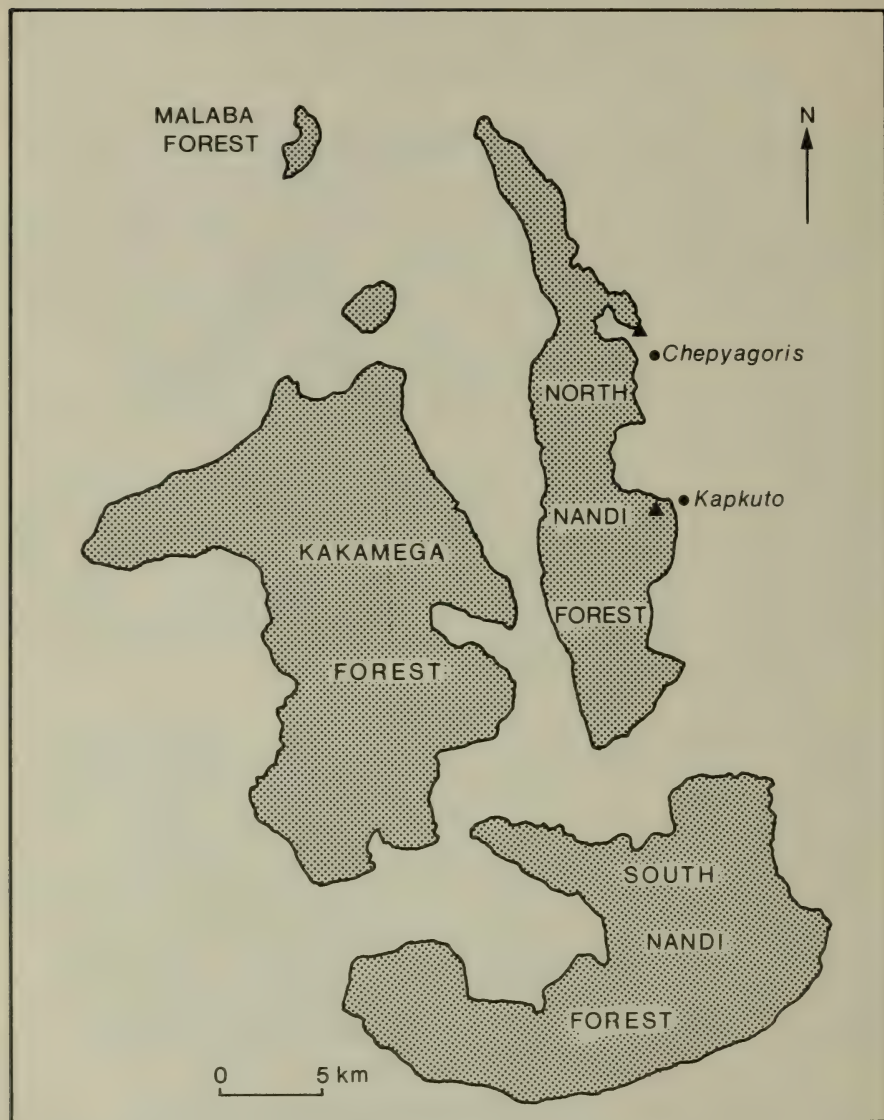 MALABA
FOREST
N
Chepyagoris
NORTH
Kapkuto
NANDI
KAKAMEGA
FOREST
FOREST
SOUTH
NANDI
FOREST
0 5 km